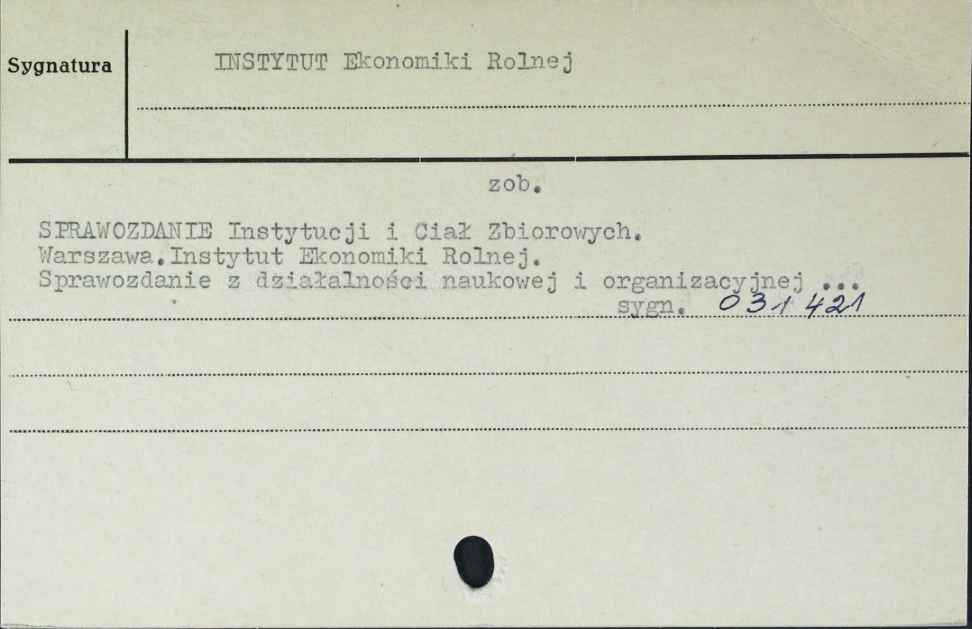 Sygnatura
INSTYTUT Ekonomiki Rolnej
zob.
SPRAWOZDANIE Instytucji i Ciał Zbiorowych.
Warszawa.Instytut Ekonomiki Rolnej.
Sprawozdanie z działalności naukowej i organizacyjnej ...
sygn. 031421